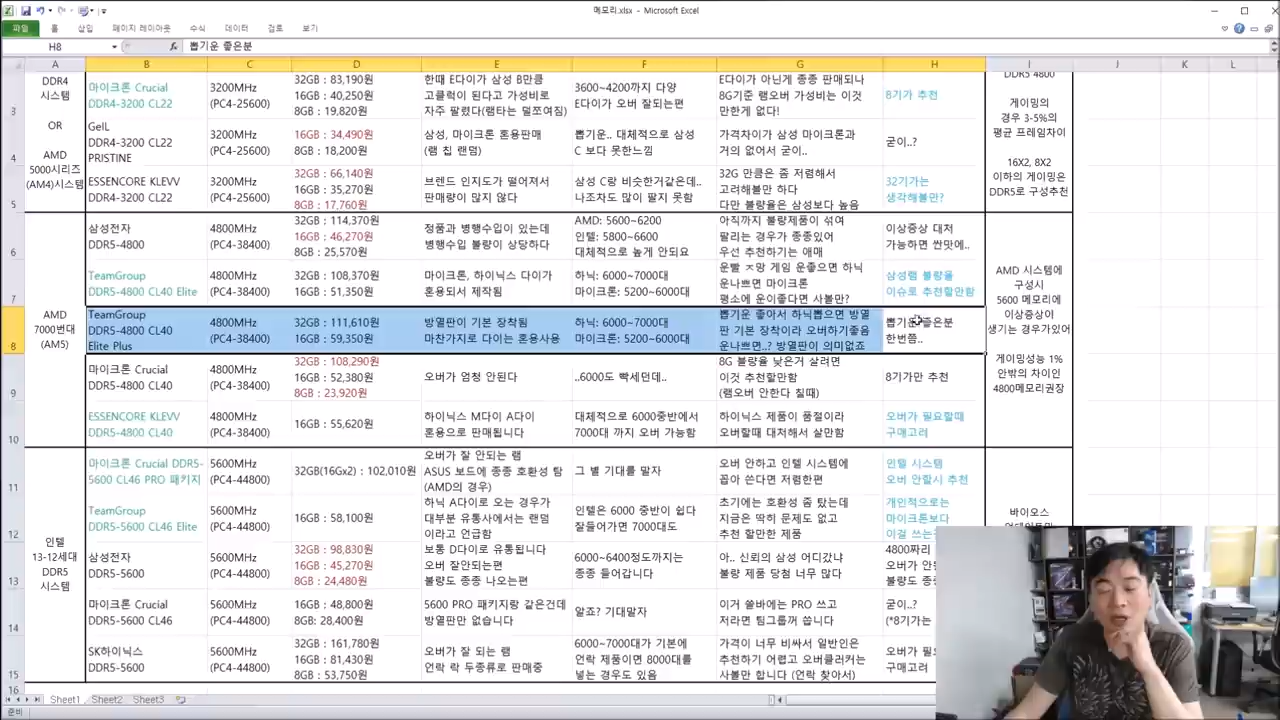 메모리.xlsx - Microsoft Excel
파일 홈 삽입 페이지 레이아웃 수식 데이터 검토 보기
H8 fx 뽑기운 좋은분
A B C D E F G H I J K L
3
DDR4
시스템
OR
AMD
5000시리즈
(AM4)시스템
마이크론 Crucial
DDR4-3200 CL22
3200MHz
(PC4-25600)
32GB : 83,190원
16GB : 40,250원
8GB : 19,820원
한때 E다이가 삼성 B만큼
고클럭이 된다고 가성비로
자주 팔렸다(램타는 덜쪼여짐)
3600~4200까지 다양
E다이가 오버 잘되는편
E다이가 아닌게 종종 판매되나
8G기준 램오버 가성비는 이것
만한게 없다!
8기가 추천
4
GeIL
DDR4-3200 CL22
PRISTINE
3200MHz
(PC4-25600)
16GB : 34,490원
8GB : 18,200원
삼성, 마이크론 혼용판매
(램 칩 랜덤)
뽑기운.. 대체적으로 삼성
C 보다 못한느낌
가격차이가 삼성 마이크론과
거의 없어서 굳이..
굳이..?
5
ESSENCORE KLEVV
DDR4-3200 CL22
3200MHz
(PC4-25600)
32GB : 66,140원
16GB : 35,270원
8GB : 17,760원
브렌드 인지도가 떨어져서
판매량이 많지 않다
삼성 C랑 비슷한거같은데..
나조차도 많이 팔지 못함
32G 만큼은 좀 저렴해서
고려해볼만 하다
다만 불량율은 삼성보다 높음
32기가는
생각해볼만?
DDR5 4800
게이밍의
경우 3-5%의
평균 프레임차이
16X2, 8X2
이하의 게이밍은
DDR5로 구성추천
AMD
7000번대
(AM5)
6
삼성전자
DDR5-4800
4800MHz
(PC4-38400)
32GB : 114,370원
16GB : 46,270원
8GB : 25,570원
정품과 병행수입이 있는데
병행수입 불량이 상당하다
AMD: 5600~6200
인텔: 5800~6600
대체적으로 높게 안되요
아직까지 불량제품이 섞여
팔리는 경우가 종종있어
우선 추천하기는 애매
이상증상 대처
가능하면 싼맛에..
7
TeamGroup
DDR5-4800 CL40 Elite
4800MHz
(PC4-38400)
32GB : 108,370원
16GB : 51,350원
마이크론, 하이닉스 다이가
혼용되서 제작됨
하닉: 6000~7000대
마이크론: 5200~6000대
운빨 ㅈ망 게임 운좋으면 하닉
운나쁘면 마이크론
평소에 운이좋다면 사볼만?
삼성램 불량율
이슈로 추천할만함
8
TeamGroup
DDR5-4800 CL40
Elite Plus
4800MHz
(PC4-38400)
32GB : 111,610원
16GB : 59,350원
방열판이 기본 장착됨
마찬가지로 다이는 혼용사용
하닉: 6000~7000대
마이크론: 5200~6000대
뽑기운 좋아서 하닉뽑으면 방열
판 기본 장착이라 오버하기좋음
운나쁘면..? 방열판이 의미없죠
뽑기운 좋은분
한번쯤..
9
마이크론 Crucial
DDR5-4800 CL40
4800MHz
(PC4-38400)
32GB : 108,290원
16GB : 52,380원
8GB : 23,920원
오버가 엄청 안된다
..6000도 빡세던데..
8G 불량율 낮은거 살려면
이것 추천할만함
(램오버 안한다 칠때)
8기가만 추천
10
ESSENCORE KLEVV
DDR5-4800 CL40
4800MHz
(PC4-38400)
16GB : 55,620원
하이닉스 M다이 A다이
혼용으로 판매됩니다
대체적으로 6000중반에서
7000대 까지 오버 가능함
하이닉스 제품이 품절이라
오버할때 대처해서 살만함
오버가 필요할때
구매고려
AMD 시스템에
구성시
5600 메모리에
이상증상이
생기는 경우가있어
게이밍성능 1%
안밖의 차이인
4800메모리권장
인텔
13-12세대
DDR5
시스템
11
마이크론 Crucial DDR5-
5600 CL46 PRO 패키지
5600MHz
(PC4-44800)
32GB(16Gx2) : 102,010원
오버가 잘 안되는 램
ASUS 보드에 종종 호환성 탐
(AMD의 경우)
그 별 기대를 말자
오버 안하고 인텔 시스템에
꼽아 쓴다면 저렴한편
인텔 시스템
오버 안할시 추천
12
TeamGroup
DDR5-5600 CL46 Elite
5600MHz
(PC4-44800)
16GB : 58,100원
하닉 A다이로 오는 경우가
대부분 유통사에서는 랜덤
이라고 언급함
인텔은 6000 중반이 쉽다
잘들어가면 7000대도
초기에는 호환성 좀 탔는데
지금은 딱히 문제도 없고
추천 할만한 제품
개인적으로는
마이크론보다
이걸 쓰는
13
삼성전자
DDR5-5600
5600MHz
(PC4-44800)
32GB : 98,830원
16GB : 45,270원
8GB : 24,480원
보통 D다이로 유통됩니다
오버 잘안되는편
불량도 종종 나오는편
6000~6400정도까지는
종종 들어갑니다
아.. 신뢰의 삼성 어디갔냐
불량 제품 당첨 너무 많다
4800짜리
오버가 안
불량도 종
14
마이크론 Crucial
DDR5-5600 CL46
5600MHz
(PC4-44800)
16GB : 48,800원
8GB: 28,400원
5600 PRO 패키지랑 같은건데
방열판만 없습니다
알죠? 기대말자
이거 쓸바에는 PRO 쓰고
저라면 팀그룹꺼 씁니다
굳이..?
(*8기가는
15
SK하이닉스
DDR5-5600
5600MHz
(PC4-44800)
32GB : 161,780원
16GB : 81,430원
8GB : 53,750원
오버가 잘 되는 램
연락 락 두종류로 판매중
6000~7000대가 기본에
연락 제품이면 8000대를
넣는 경우도 있음
가격이 너무 비싸서 일반인은
추천하기 어렵고 오버클러커는
사볼만 합니다 (연락 찾아서)
오버가 필
구매고려
바이오스
16
Sheet1 Sheet2 Sheet3
준비